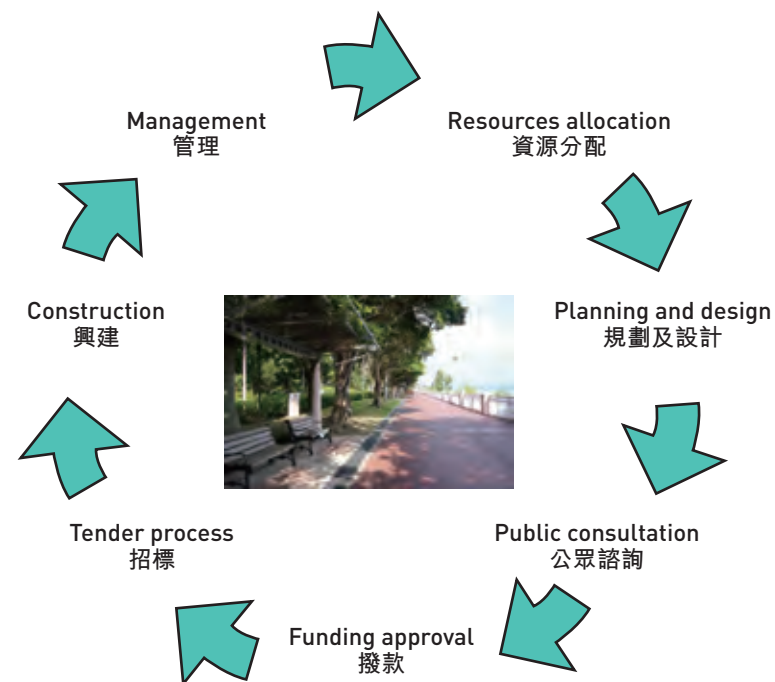 Management
管理
Resources allocation
資源分配
Planning and design
規劃及設計
Public consultation
公眾諮詢
Funding approval
撥款
Tender process
招標
Construction
興建